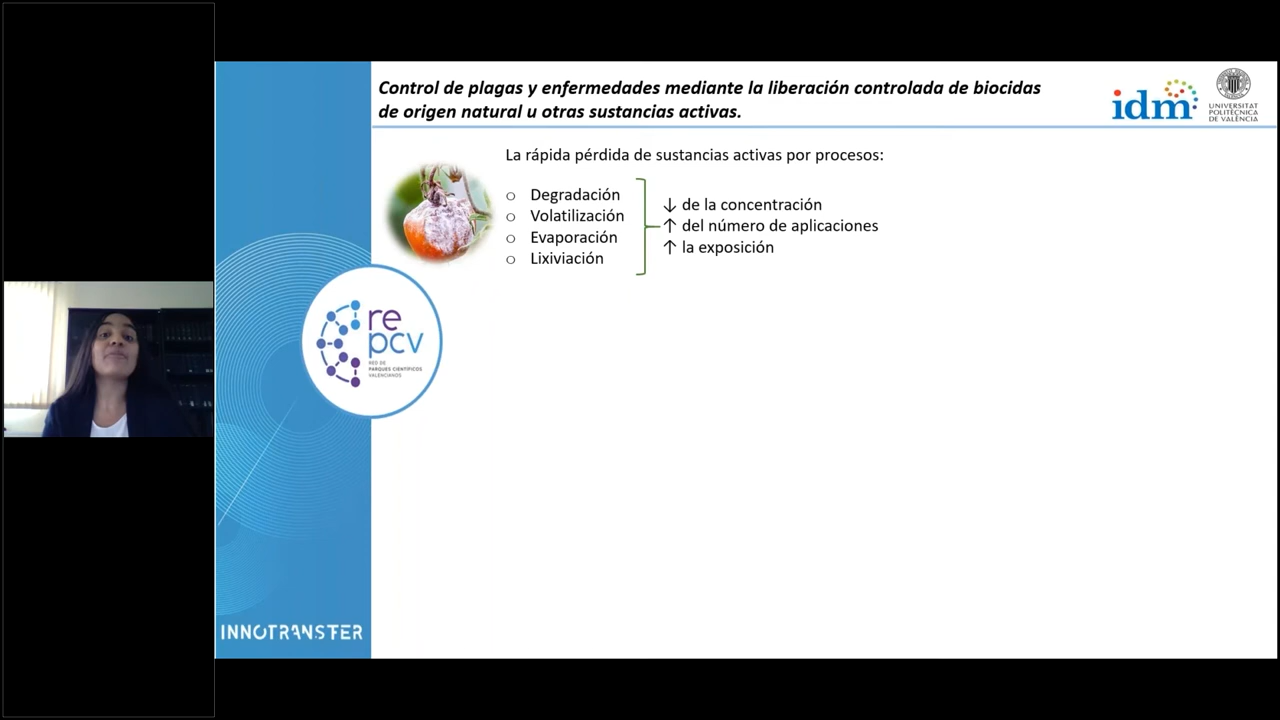 Control de plagas y enfermedades mediante la liberación controlada de biocidas
de origen natural u otras sustancias activas.
idm
UNIVERSITAT
POLITÈCNICA
DE VALÈNCIA
La rápida pérdida de sustancias activas por procesos:
o Degradación
o Volatilización
o Evaporación
o Lixiviación
↓ de la concentración
↑ del número de aplicaciones
↑ la exposición
re
pcv
RED DE
PARQUES CIENTÍFICOS
VALENCIANOS
INNOTRANSFER